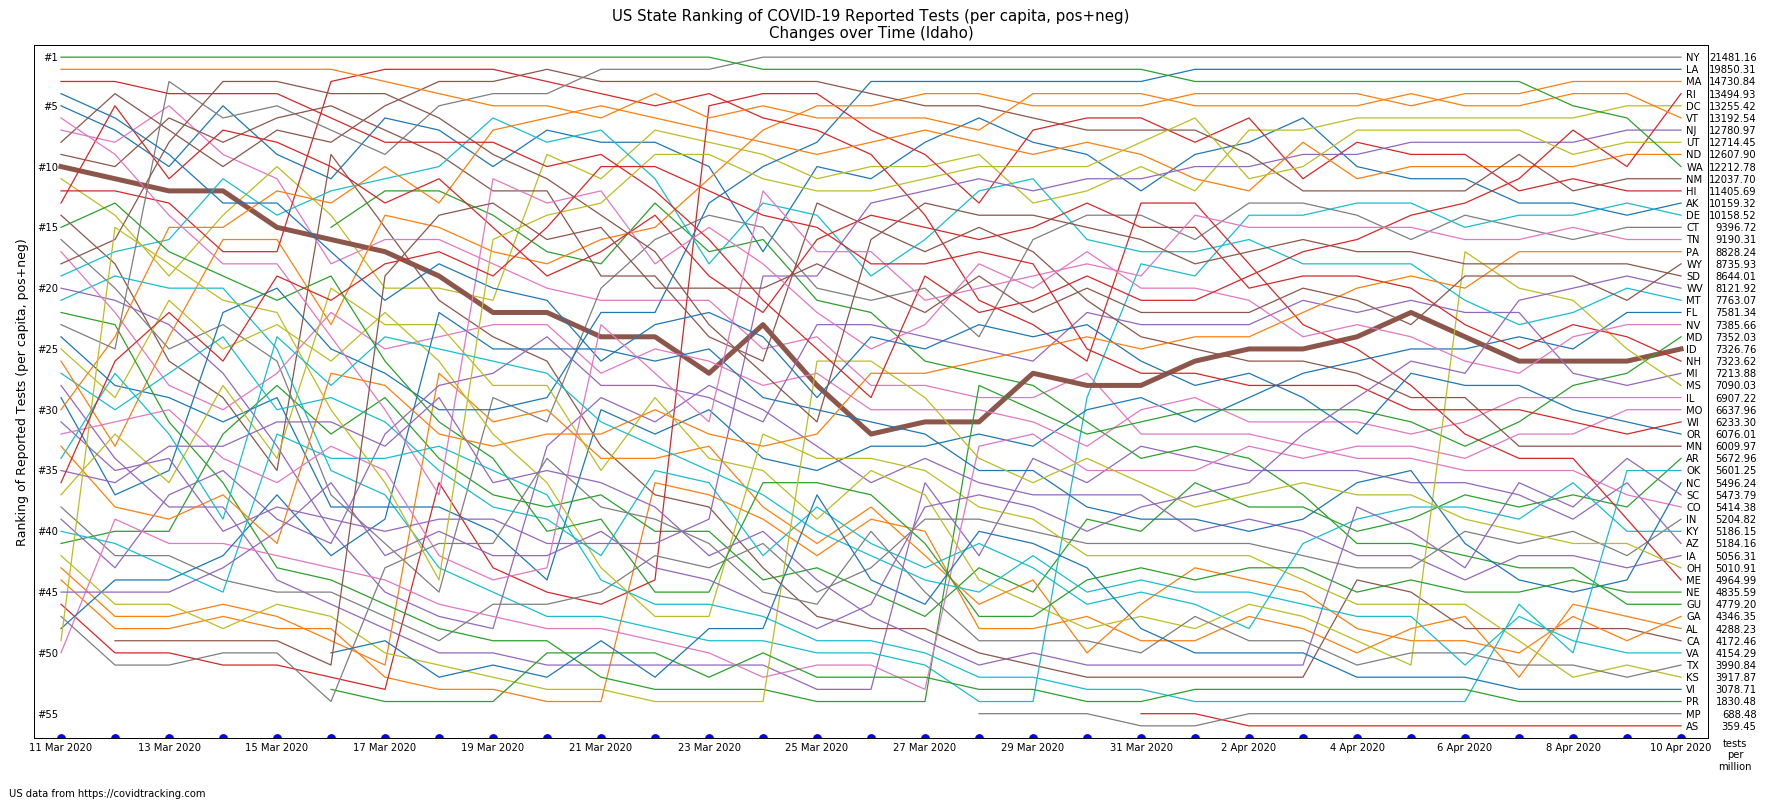 US State Ranking of COVID-19 Reported Tests (per capita, pos+neg)
Changes over Time (Idaho)
Ranking of Reported Tests (per capita, pos+neg)
#1
#5
#10
#15
#20
#25
#30
#35
#40
#45
#50
#55
NY 21481.16
LA 19850.31
MA 14730.84
RI 13494.93
DC 13255.42
VT 13192.54
NJ 12780.97
UT 12714.45
ND 12607.90
WA 12212.78
NM 12037.70
HI 11405.69
AK 10159.32
DE 10158.52
CT 9396.72
TN 9190.31
PA 8828.24
WY 8735.93
SD 8644.01
WV 8121.92
MT 7763.07
FL 7581.34
NV 7385.66
MD 7352.03
ID 7326.76
NH 7323.62
MI 7213.88
MS 7090.03
IL 6907.22
MO 6637.96
WI 6233.30
OR 6076.01
MN 6009.97
AR 5672.96
OK 5601.25
NC 5496.24
SC 5473.79
CO 5414.38
IN 5204.82
KY 5186.15
AZ 5184.16
IA 5056.31
OH 5010.91
ME 4964.99
NE 4835.59
GU 4779.20
GA 4346.35
AL 4288.23
CA 4172.46
VA 4154.29
TX 3990.84
KS 3917.87
VI 3078.71
PR 1830.48
MP 688.48
AS 359.45
11 Mar 2020 13 Mar 2020 15 Mar 2020 17 Mar 2020 19 Mar 2020 21 Mar 2020 23 Mar 2020 25 Mar 2020 27 Mar 2020 29 Mar 2020 31 Mar 2020 2 Apr 2020 4 Apr 2020 6 Apr 2020 8 Apr 2020 10 Apr 2020
tests
per
million
US data from https://covidtracking.com